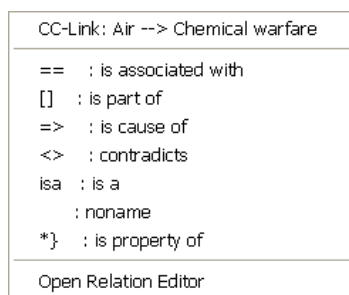 CC-Link: Air --> Chemical warfare
== : is associated with
[] : is part of
=> : is cause of
<> : contradicts
isa : is a
: noname
*} : is property of
Open Relation Editor